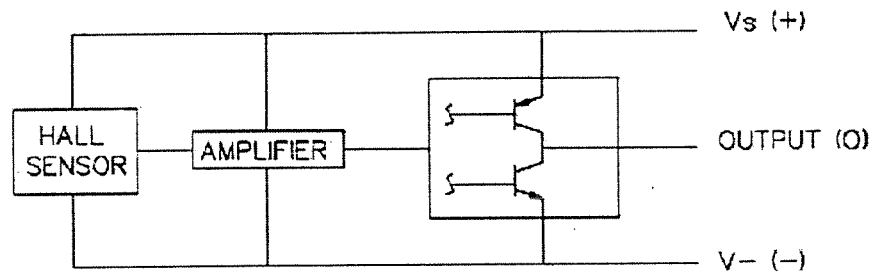 Vs (+)
HALL
SENSOR
AMPLIFIER
OUTPUT (O)
V- (-)